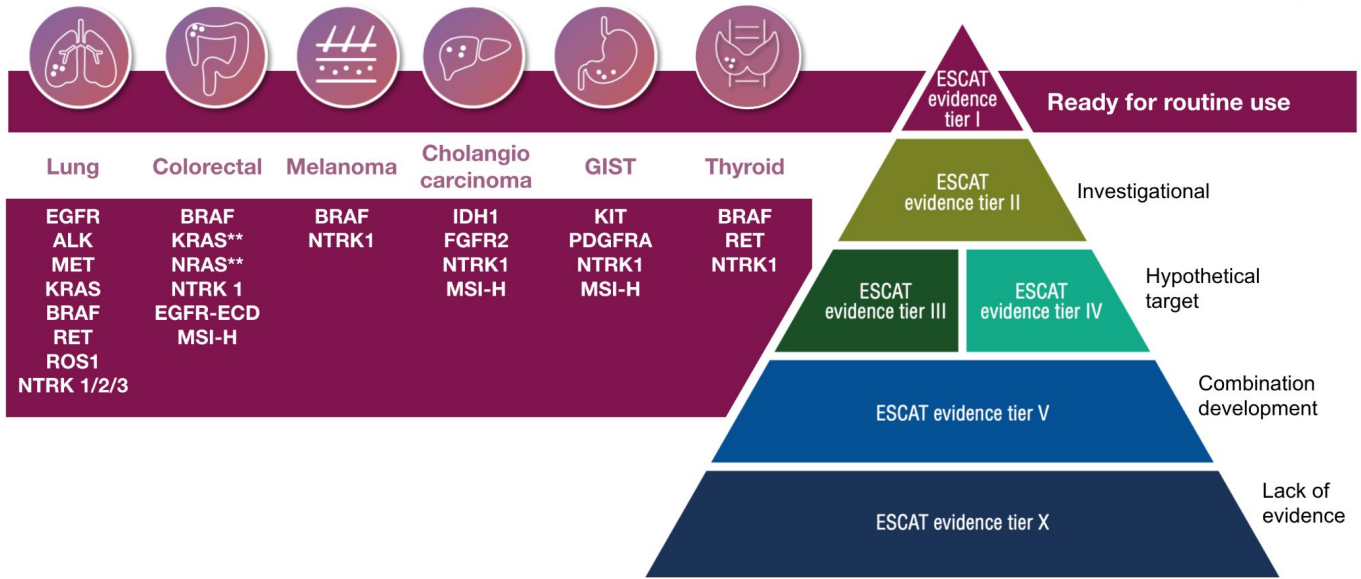 Lung
EGFR
ALK
MET
KRAS
BRAF
RET
ROS1
NTRK 1/2/3
Colorectal
BRAF
KRAS**
NRAS**
NTRK 1
EGFR-ECD
MSI-H
Melanoma
BRAF
NTRK1
Cholangio
carcinoma
IDH1
FGFR2
NTRK1
MSI-H
GIST
KIT
PDGFRA
NTRK1
MSI-H
Thyroid
BRAF
RET
NTRK1
ESCAT
evidence
tier I
Ready for routine use
ESCAT
evidence tier II
Investigational
ESCAT
evidence tier III
ESCAT
evidence tier IV
Hypothetical
target
ESCAT evidence tier V
Combination
development
ESCAT evidence tier X
Lack of
evidence